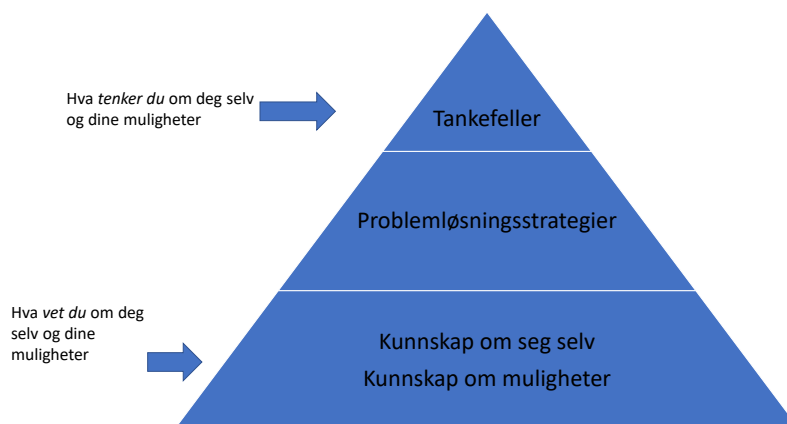 Hva tenker du om deg selv
og dine muligheter
Tankefeller
Problemløsningsstrategier
Hva vet du om deg
selv og dine
muligheter
Kunnskap om seg selv
Kunnskap om muligheter